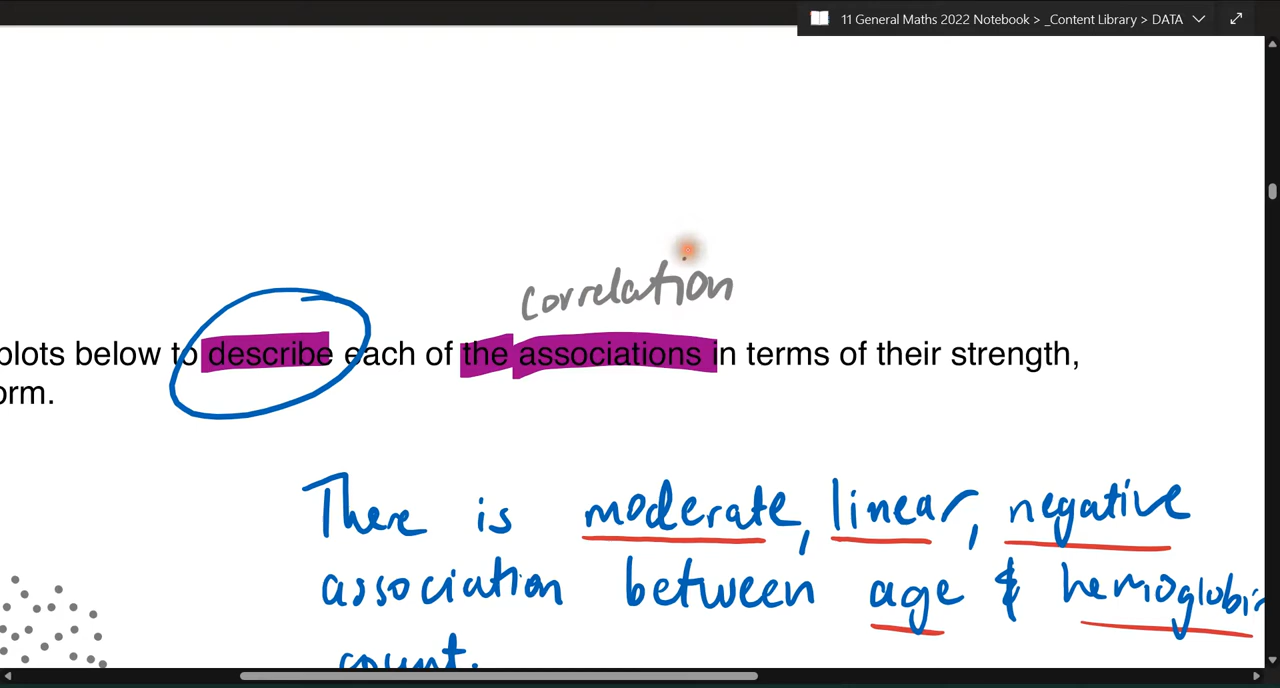 11 General Maths 2022 Notebook > _Content Library > DATA
correlation
plots below to describe each of the associations in terms of their strength,
orm.
There is moderate, linear, negative
association between age & hemoglobin
count.